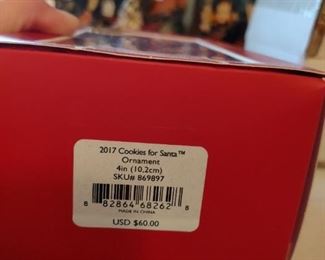 2017 Cookies for Santa™
Ornament
4in (10,2cm)
SKU# 869897
8 82864 68262 8
MADE IN CHINA
USD $60.00